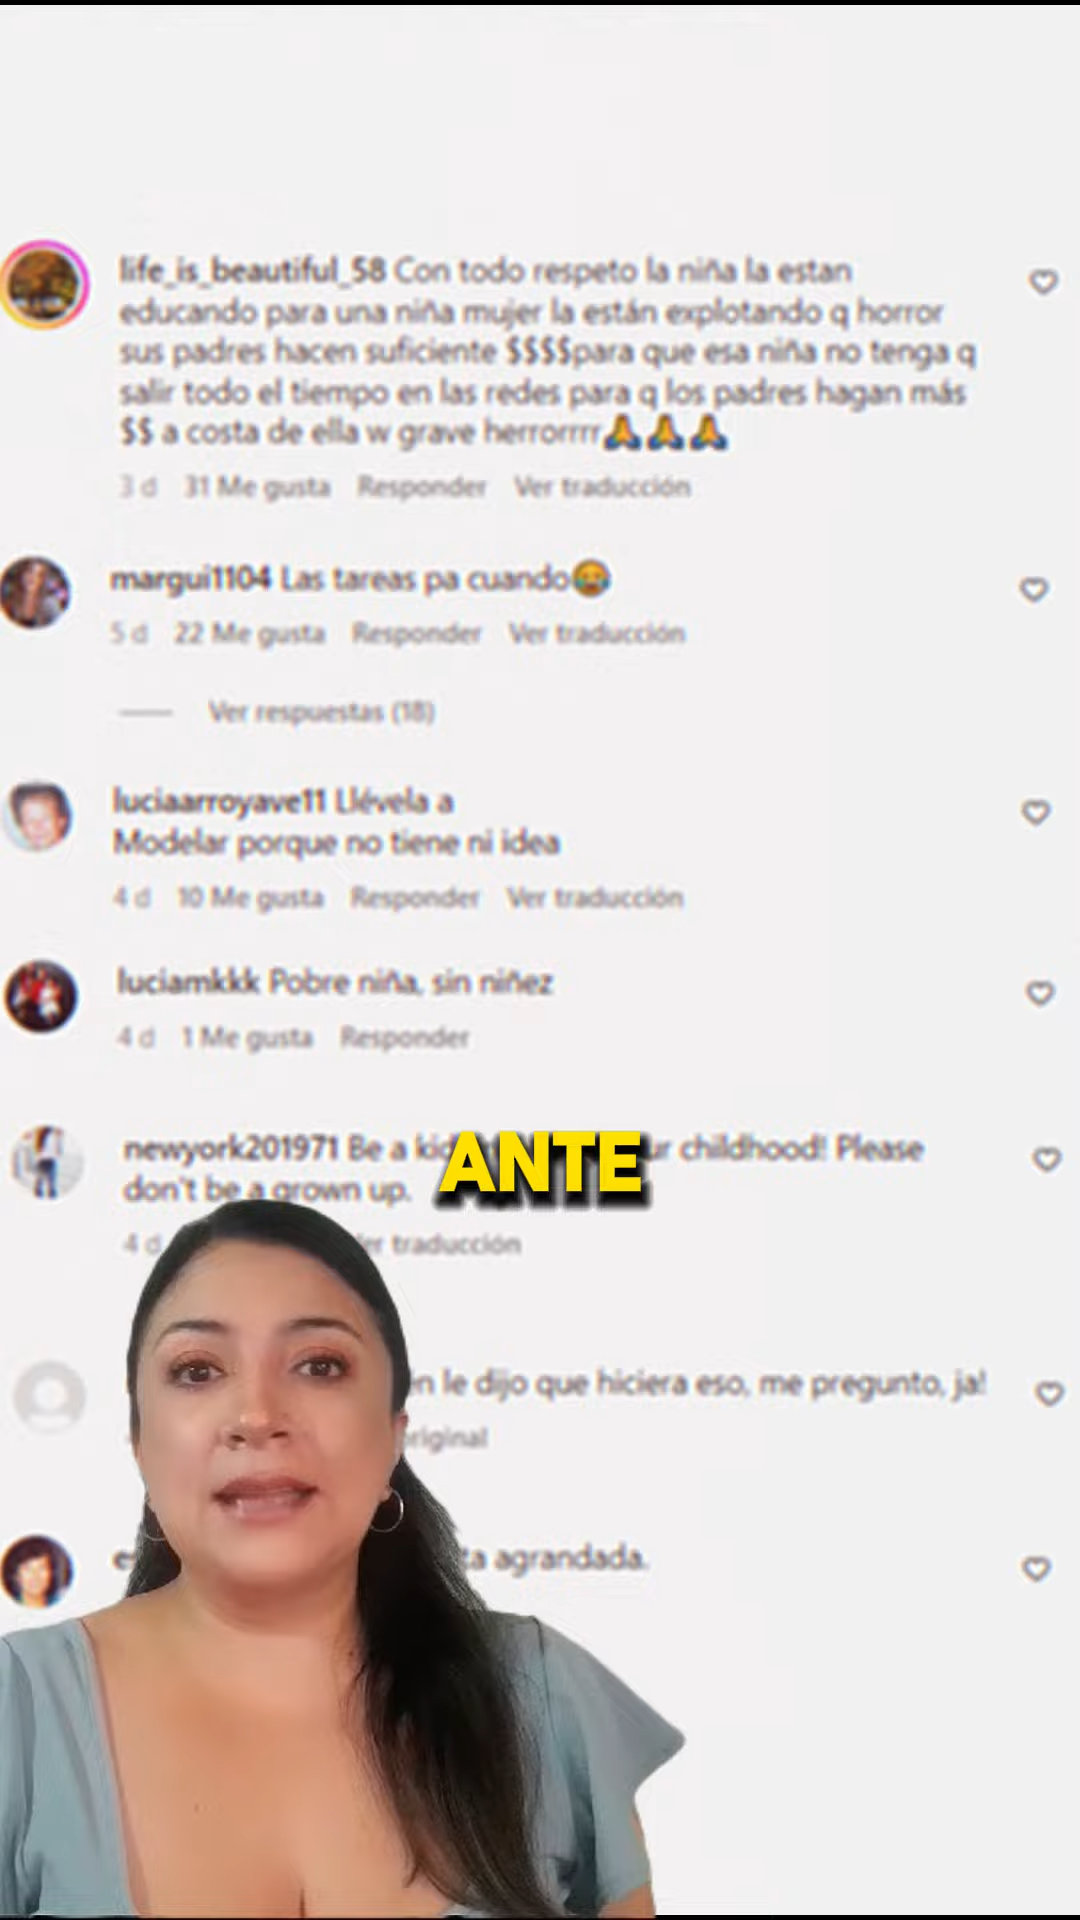 life_is_beautiful_58 Con todo respeto la niña la estan
educando para una niña mujer la están explotando q horror
sus padres hacen suficiente $$$$para que esa niña no tenga q
salir todo el tiempo en las redes para q los padres hagan más
$$ a costa de ella w grave herrorrrr🙏🙏🙏
3 d 31 Me gusta Responder Ver traducción
margui1104 Las tareas pa cuando😂
5 d 22 Me gusta Responder Ver traducción
Ver respuestas (18)
luciaarroyave11 Llévela a
Modelar porque no tiene ni idea
4 d 10 Me gusta Responder Ver traducción
luciamkkk Pobre niña, sin niñez
4 d 1 Me gusta Responder
newyork201971 Be a kid childhood! Please
ANTE
don't be a grown up.
4 d traducción
le dijo que hiciera eso, me pregunto, ja!
agrandada.